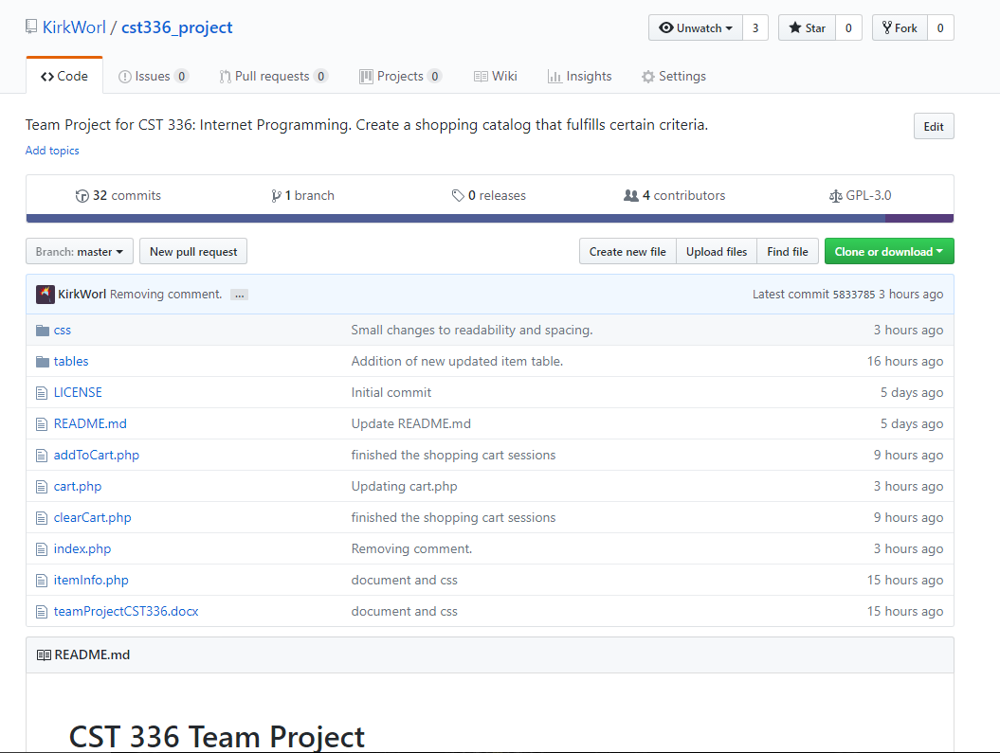 KirkWorl / cst336_project Unwatch 3 Star 0 Fork 0
Code Issues 0 Pull requests 0 Projects 0 Wiki Insights Settings
Team Project for CST 336: Internet Programming. Create a shopping catalog that fulfills certain criteria. Edit
Add topics
32 commits 1 branch 0 releases 4 contributors GPL-3.0
Branch: master New pull request Create new file Upload files Find file Clone or download
KirkWorl Removing comment. ... Latest commit 5833785 3 hours ago
css Small changes to readability and spacing. 3 hours ago
tables Addition of new updated item table. 16 hours ago
LICENSE Initial commit 5 days ago
README.md Update README.md 5 days ago
addToCart.php finished the shopping cart sessions 9 hours ago
cart.php Updating cart.php 3 hours ago
clearCart.php finished the shopping cart sessions 9 hours ago
index.php Removing comment. 3 hours ago
itemInfo.php document and css 15 hours ago
teamProjectCST336.docx document and css 15 hours ago
README.md
CST 336 Team Project